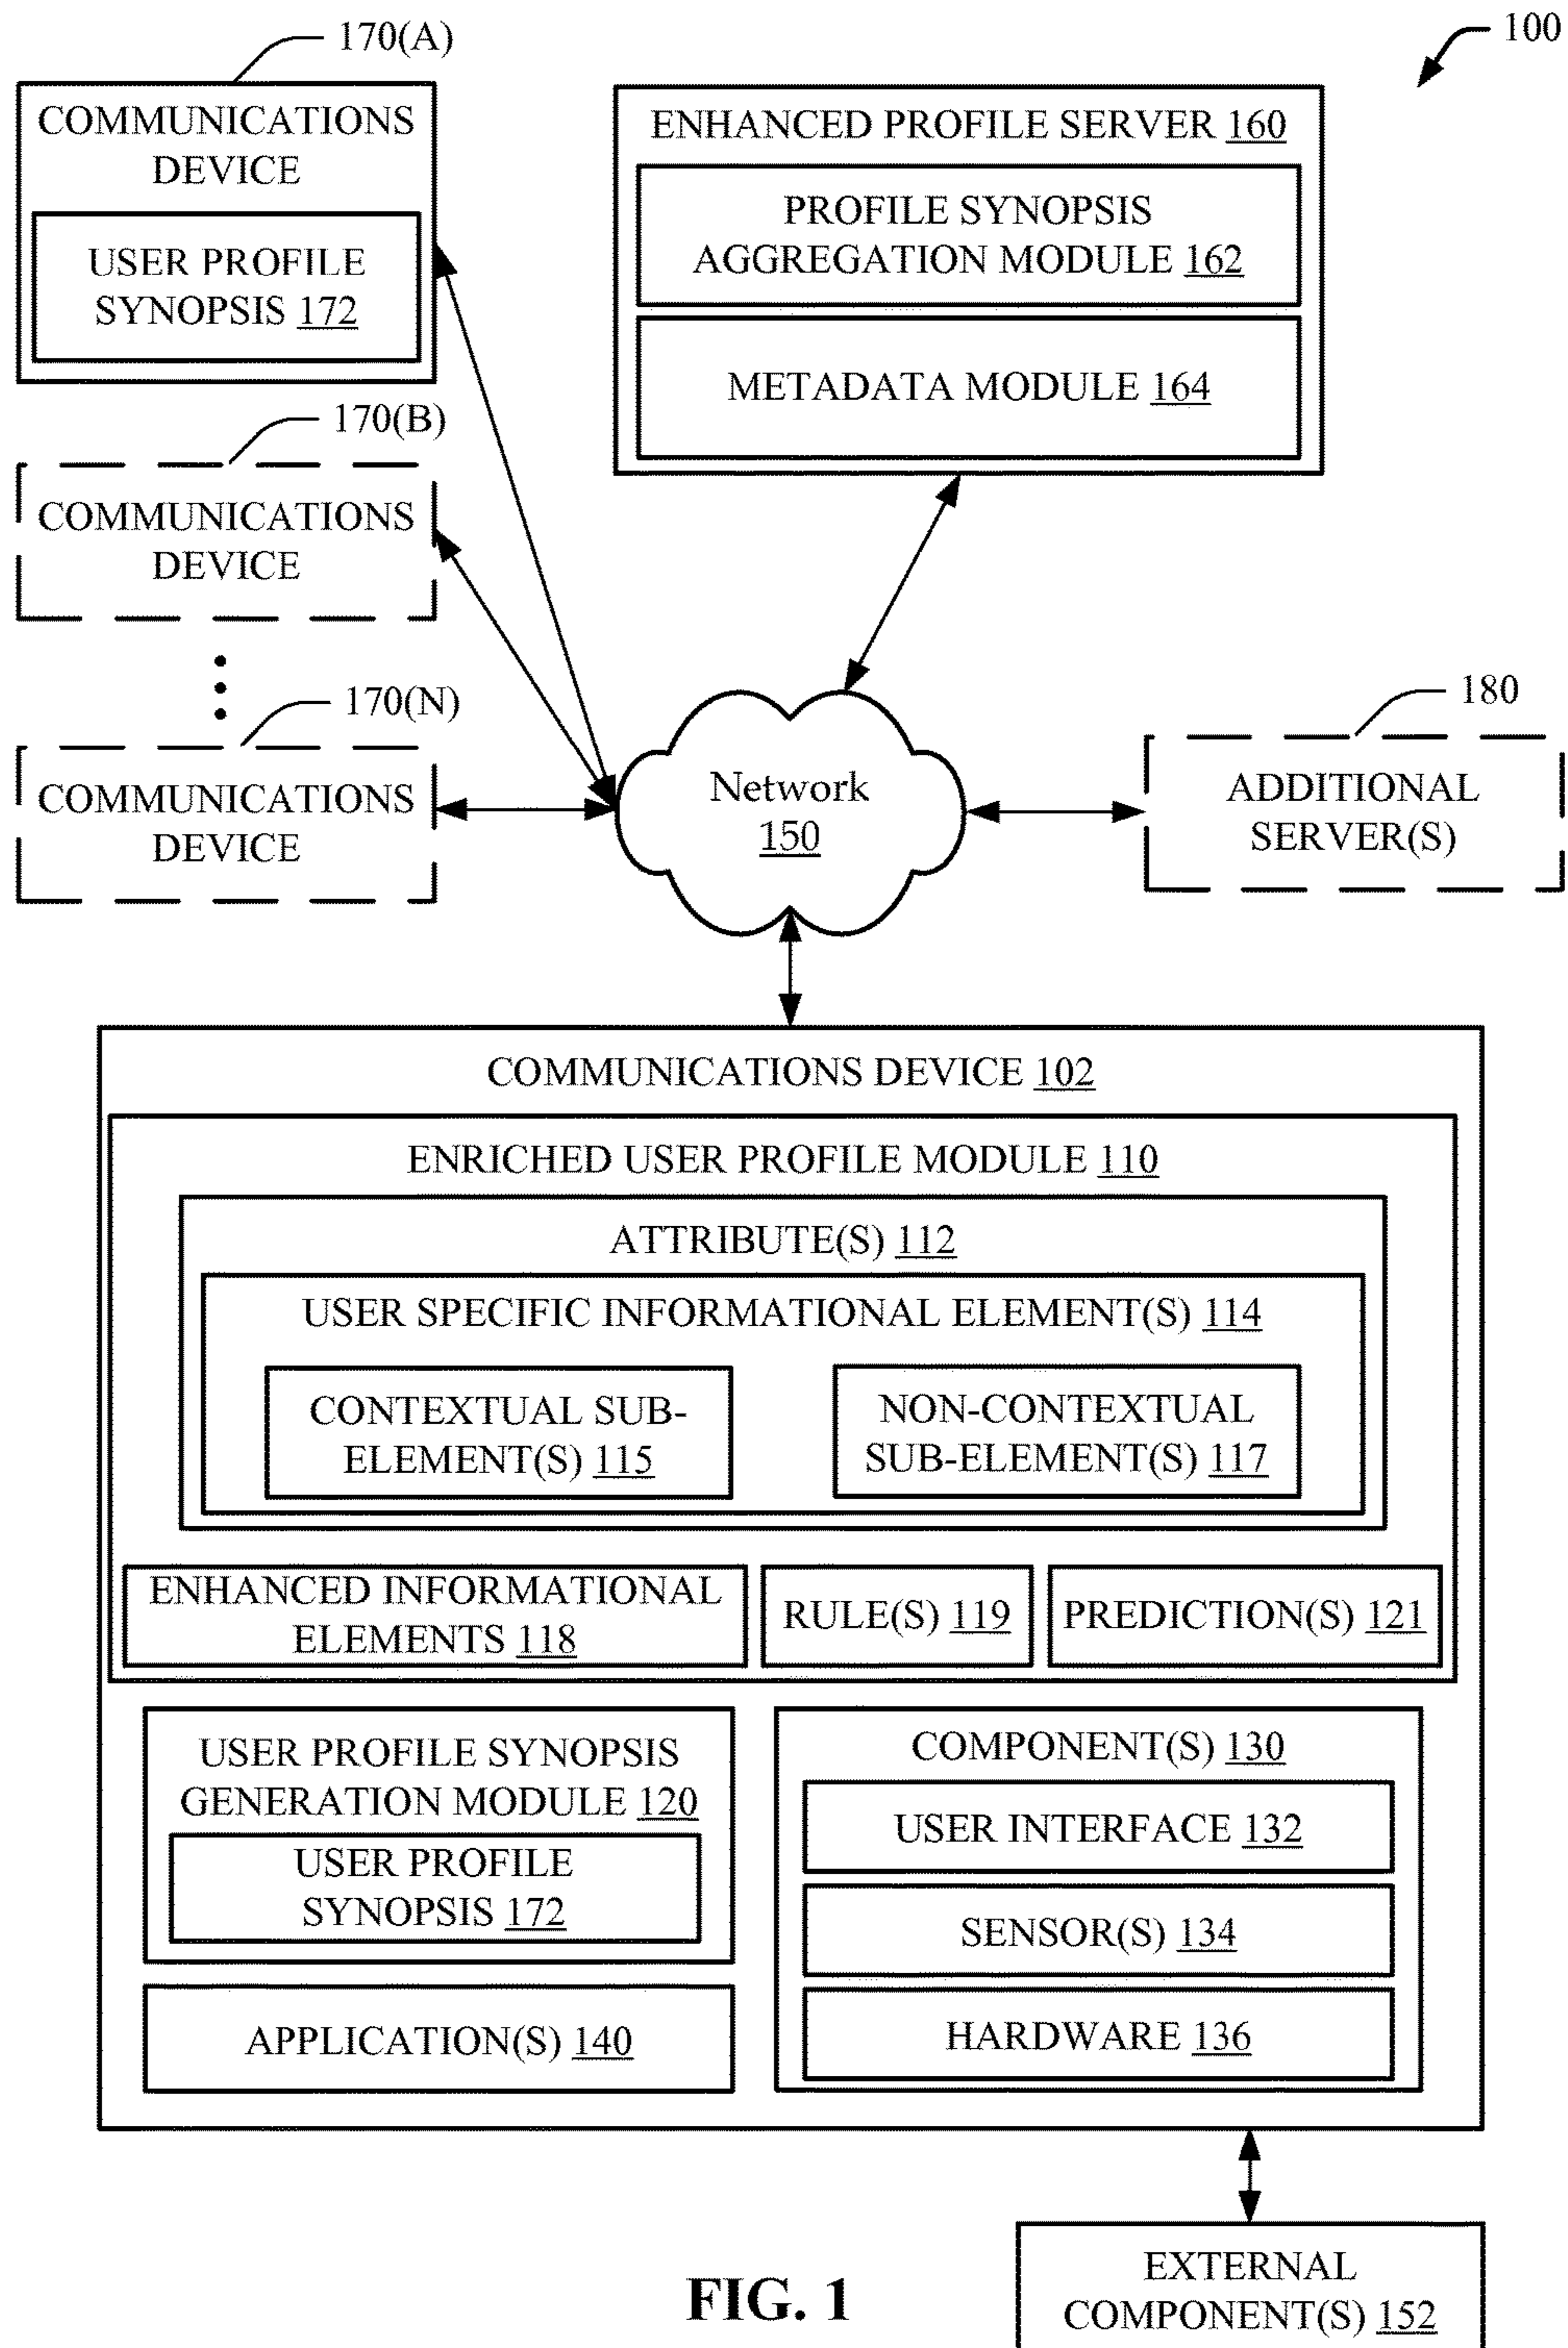 100
170(A)
COMMUNICATIONS
DEVICE
USER PROFILE
SYNOPSIS 172
ENHANCED PROFILE SERVER 160
PROFILE SYNOPSIS
AGGREGATION MODULE 162
METADATA MODULE 164
170(B)
COMMUNICATIONS
DEVICE
170(N)
COMMUNICATIONS
DEVICE
Network
150
180
ADDITIONAL
SERVER(S)
COMMUNICATIONS DEVICE 102
ENRICHED USER PROFILE MODULE 110
ATTRIBUTE(S) 112
USER SPECIFIC INFORMATIONAL ELEMENT(S) 114
CONTEXTUAL SUB-
ELEMENT(S) 115
NON-CONTEXTUAL
SUB-ELEMENT(S) 117
ENHANCED INFORMATIONAL
ELEMENTS 118
RULE(S) 119
PREDICTION(S) 121
USER PROFILE SYNOPSIS
GENERATION MODULE 120
USER PROFILE
SYNOPSIS 172
APPLICATION(S) 140
COMPONENT(S) 130
USER INTERFACE 132
SENSOR(S) 134
HARDWARE 136
EXTERNAL
COMPONENT(S) 152
FIG. 1